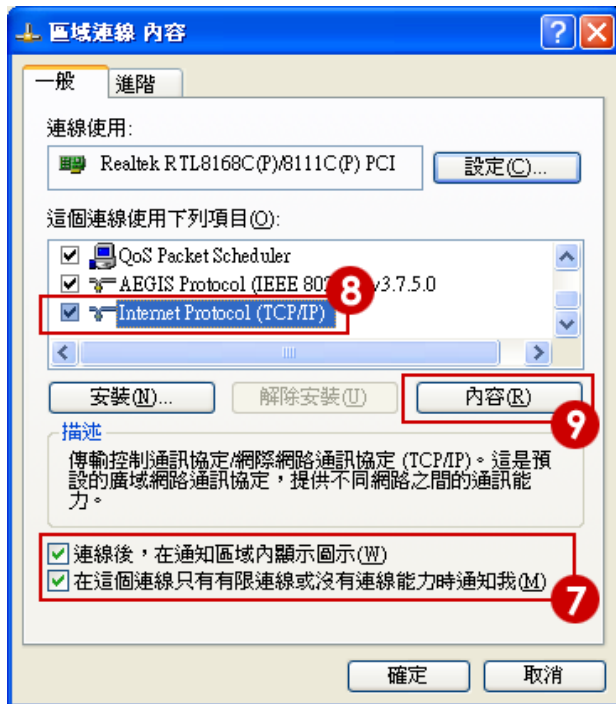 區域連線 內容
一般 進階
連線使用:
Realtek RTL8168C(P)/8111C(P) PCI 設定(C)...
這個連線使用下列項目(O):
QoS Packet Scheduler
AEGIS Protocol (IEEE 802 v3.7.5.0
8
Internet Protocol (TCP/IP)
安裝(N)... 解除安裝(U) 內容(R)
9
描述
傳輸控制通訊協定/網際網路通訊協定 (TCP/IP)。這是預
設的廣域網路通訊協定，提供不同網路之間的通訊能
力。
連線後，在通知區域內顯示圖示(W)
在這個連線只有有限連線或沒有連線能力時通知我(M)
7
確定 取消